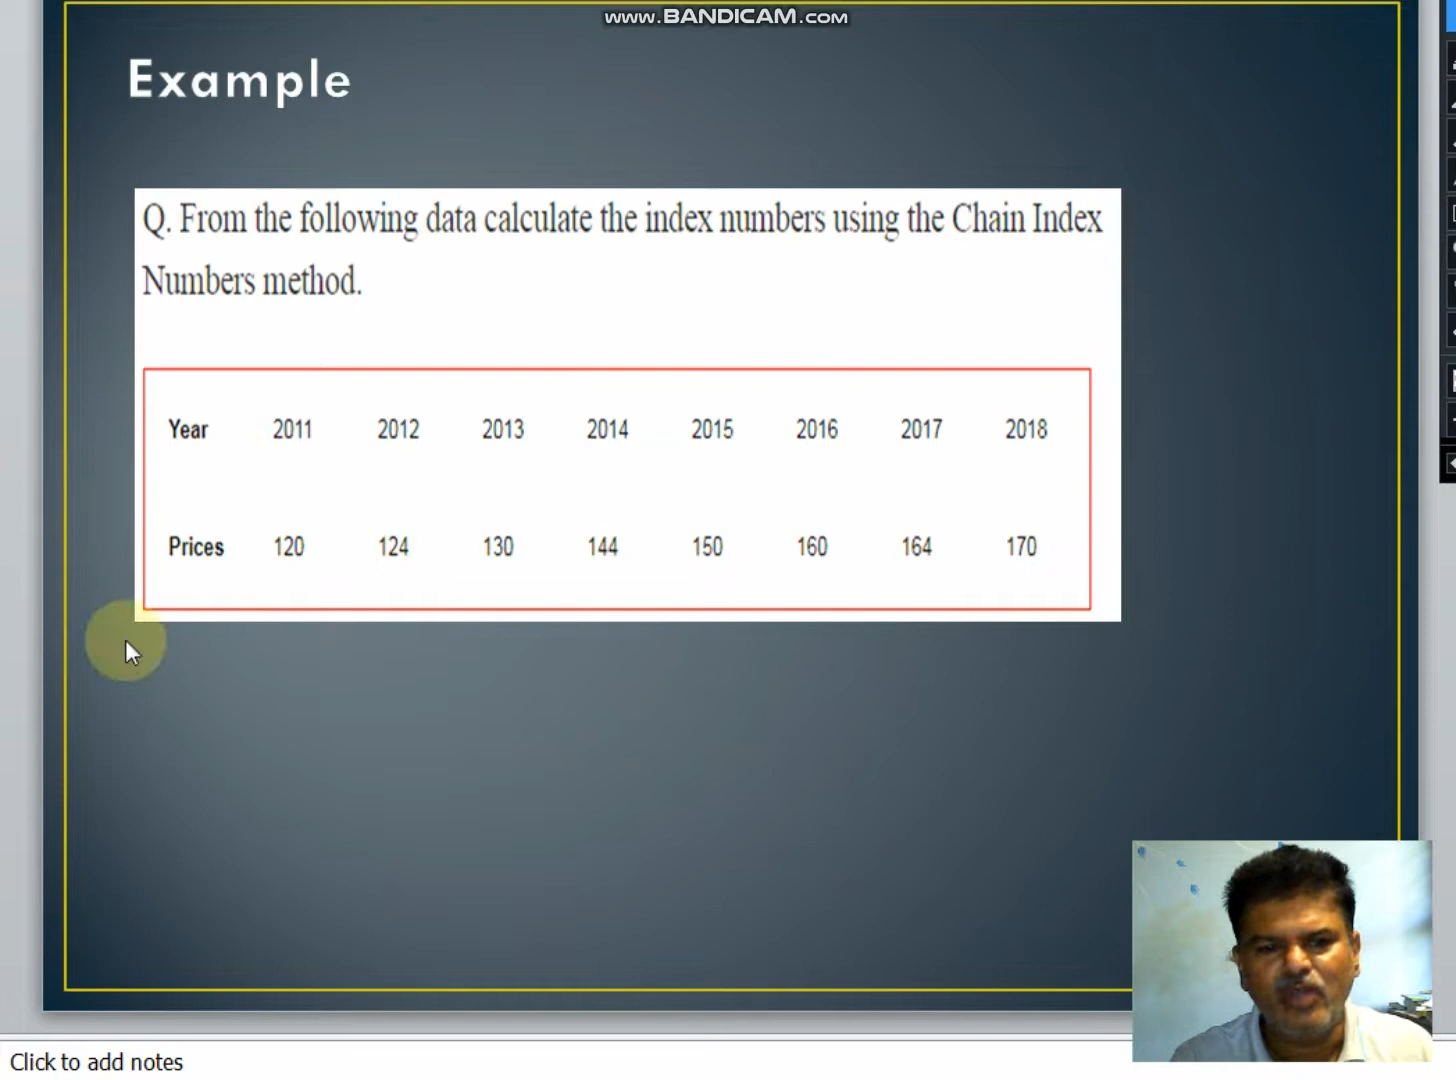 www.BANDICAM.com
Example
Q. From the following data calculate the index numbers using the Chain Index
Numbers method.
Year 2011 2012 2013 2014 2015 2016 2017 2018
Prices 120 124 130 144 150 160 164 170
Click to add notes